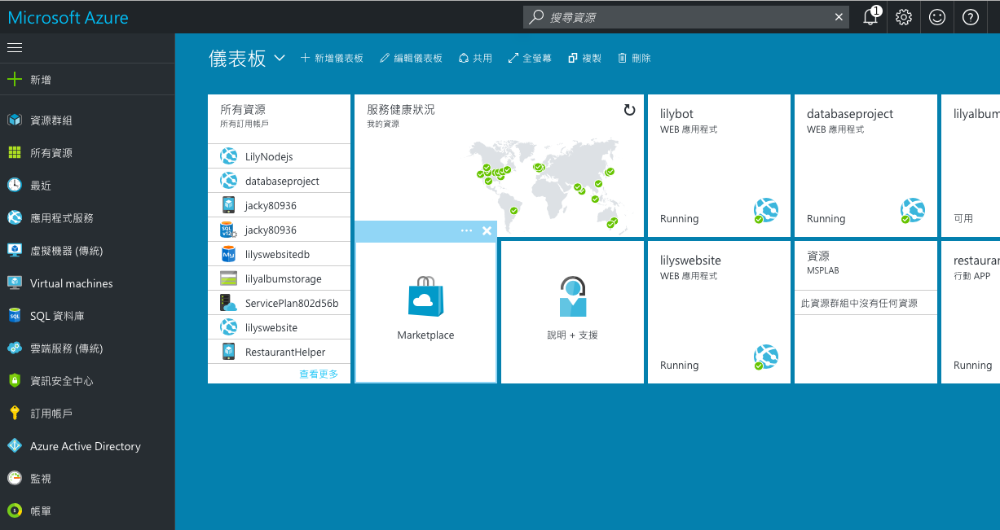 Microsoft Azure
搜尋資源
1
新增
資源群組
所有資源
最近
應用程式服務
虛擬機器 (傳統)
Virtual machines
SQL 資料庫
雲端服務 (傳統)
資訊安全中心
訂用帳戶
Azure Active Directory
監視
帳單
儀表板
新增儀表板
編輯儀表板
共用
全螢幕
複製
刪除
所有資源
所有訂用帳戶
LilyNodejs
databaseproject
jacky80936
jacky80936
lilyswebsitedb
lilyalbumstorage
ServicePlan802d56b
lilyswebsite
RestaurantHelper
查看更多
服務健康狀況
我的資源
Marketplace
說明 + 支援
lilybot
WEB 應用程式
Running
databaseproject
WEB 應用程式
Running
lilyalbum
可用
lilyswebsite
WEB 應用程式
Running
資源
MSPLAB
此資源群組中沒有任何資源
restauran
行動 APP
Running